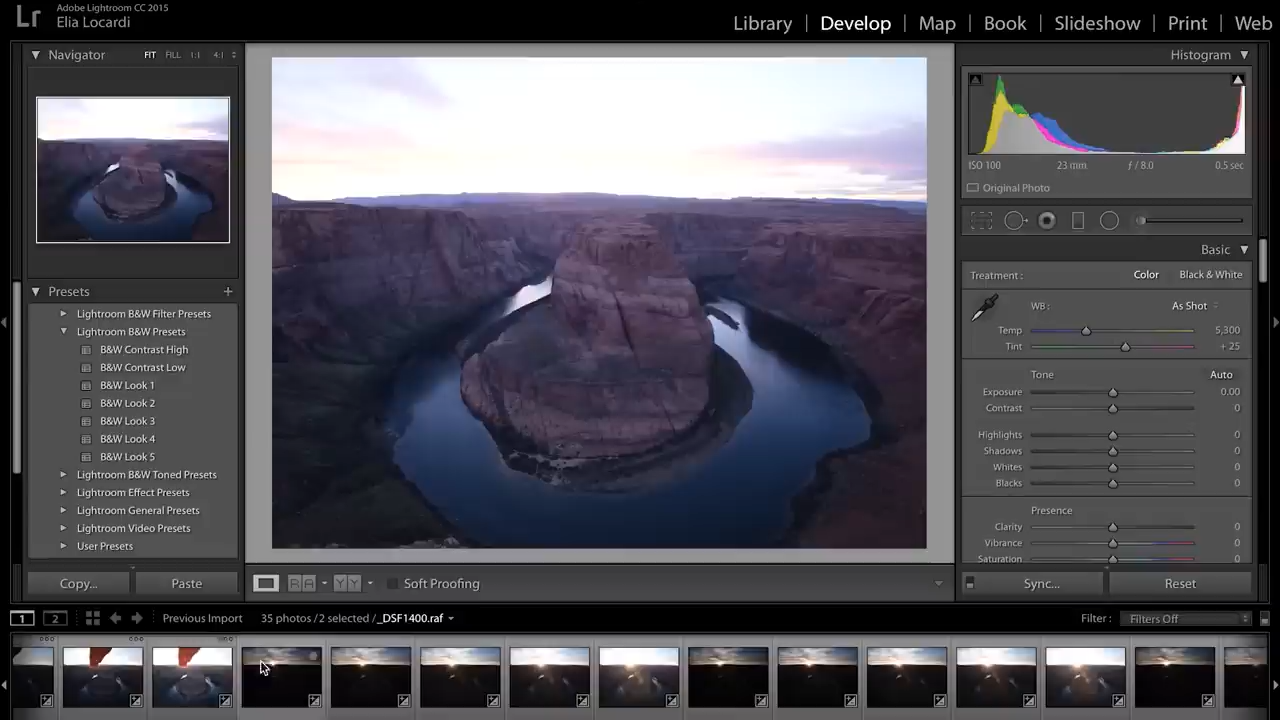 Lr
Adobe Lightroom CC 2015
Elia Locardi
Library | Develop | Map | Book | Slideshow | Print | Web
Navigator FIT FILL 1:1 4:1
Presets +
Lightroom B&W Filter Presets
Lightroom B&W Presets
B&W Contrast High
B&W Contrast Low
B&W Look 1
B&W Look 2
B&W Look 3
B&W Look 4
B&W Look 5
Lightroom B&W Toned Presets
Lightroom Effect Presets
Lightroom General Presets
Lightroom Video Presets
User Presets
Copy... Paste
Soft Proofing
Histogram
ISO 100 23 mm f / 8.0 0.5 sec
Original Photo
Basic
Treatment : Color Black & White
WB : As Shot
Temp 5,300
Tint + 25
Tone Auto
Exposure 0.00
Contrast 0
Highlights 0
Shadows 0
Whites 0
Blacks 0
Presence
Clarity 0
Vibrance 0
Saturation 0
Sync... Reset
1 2 Previous Import 35 photos / 2 selected / _DSF1400.raf Filter : Filters Off